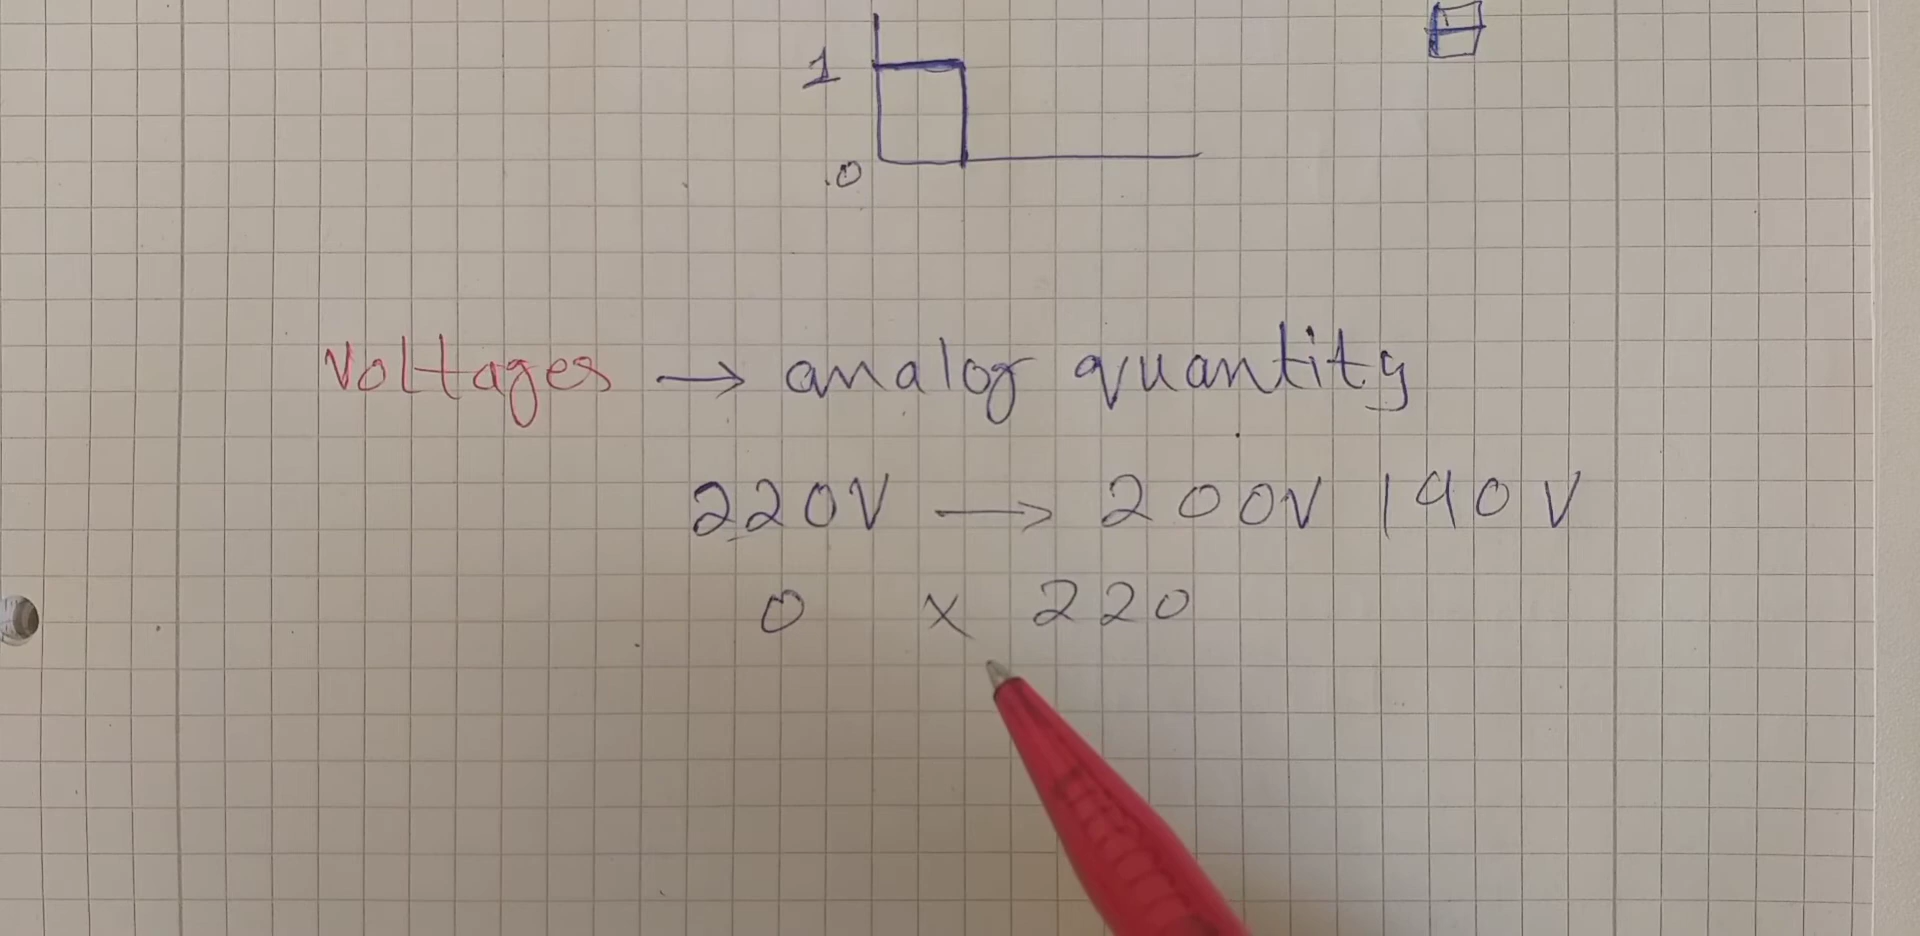 1
0
Voltages → analog quantity
220V → 200V 190V
0 x 220